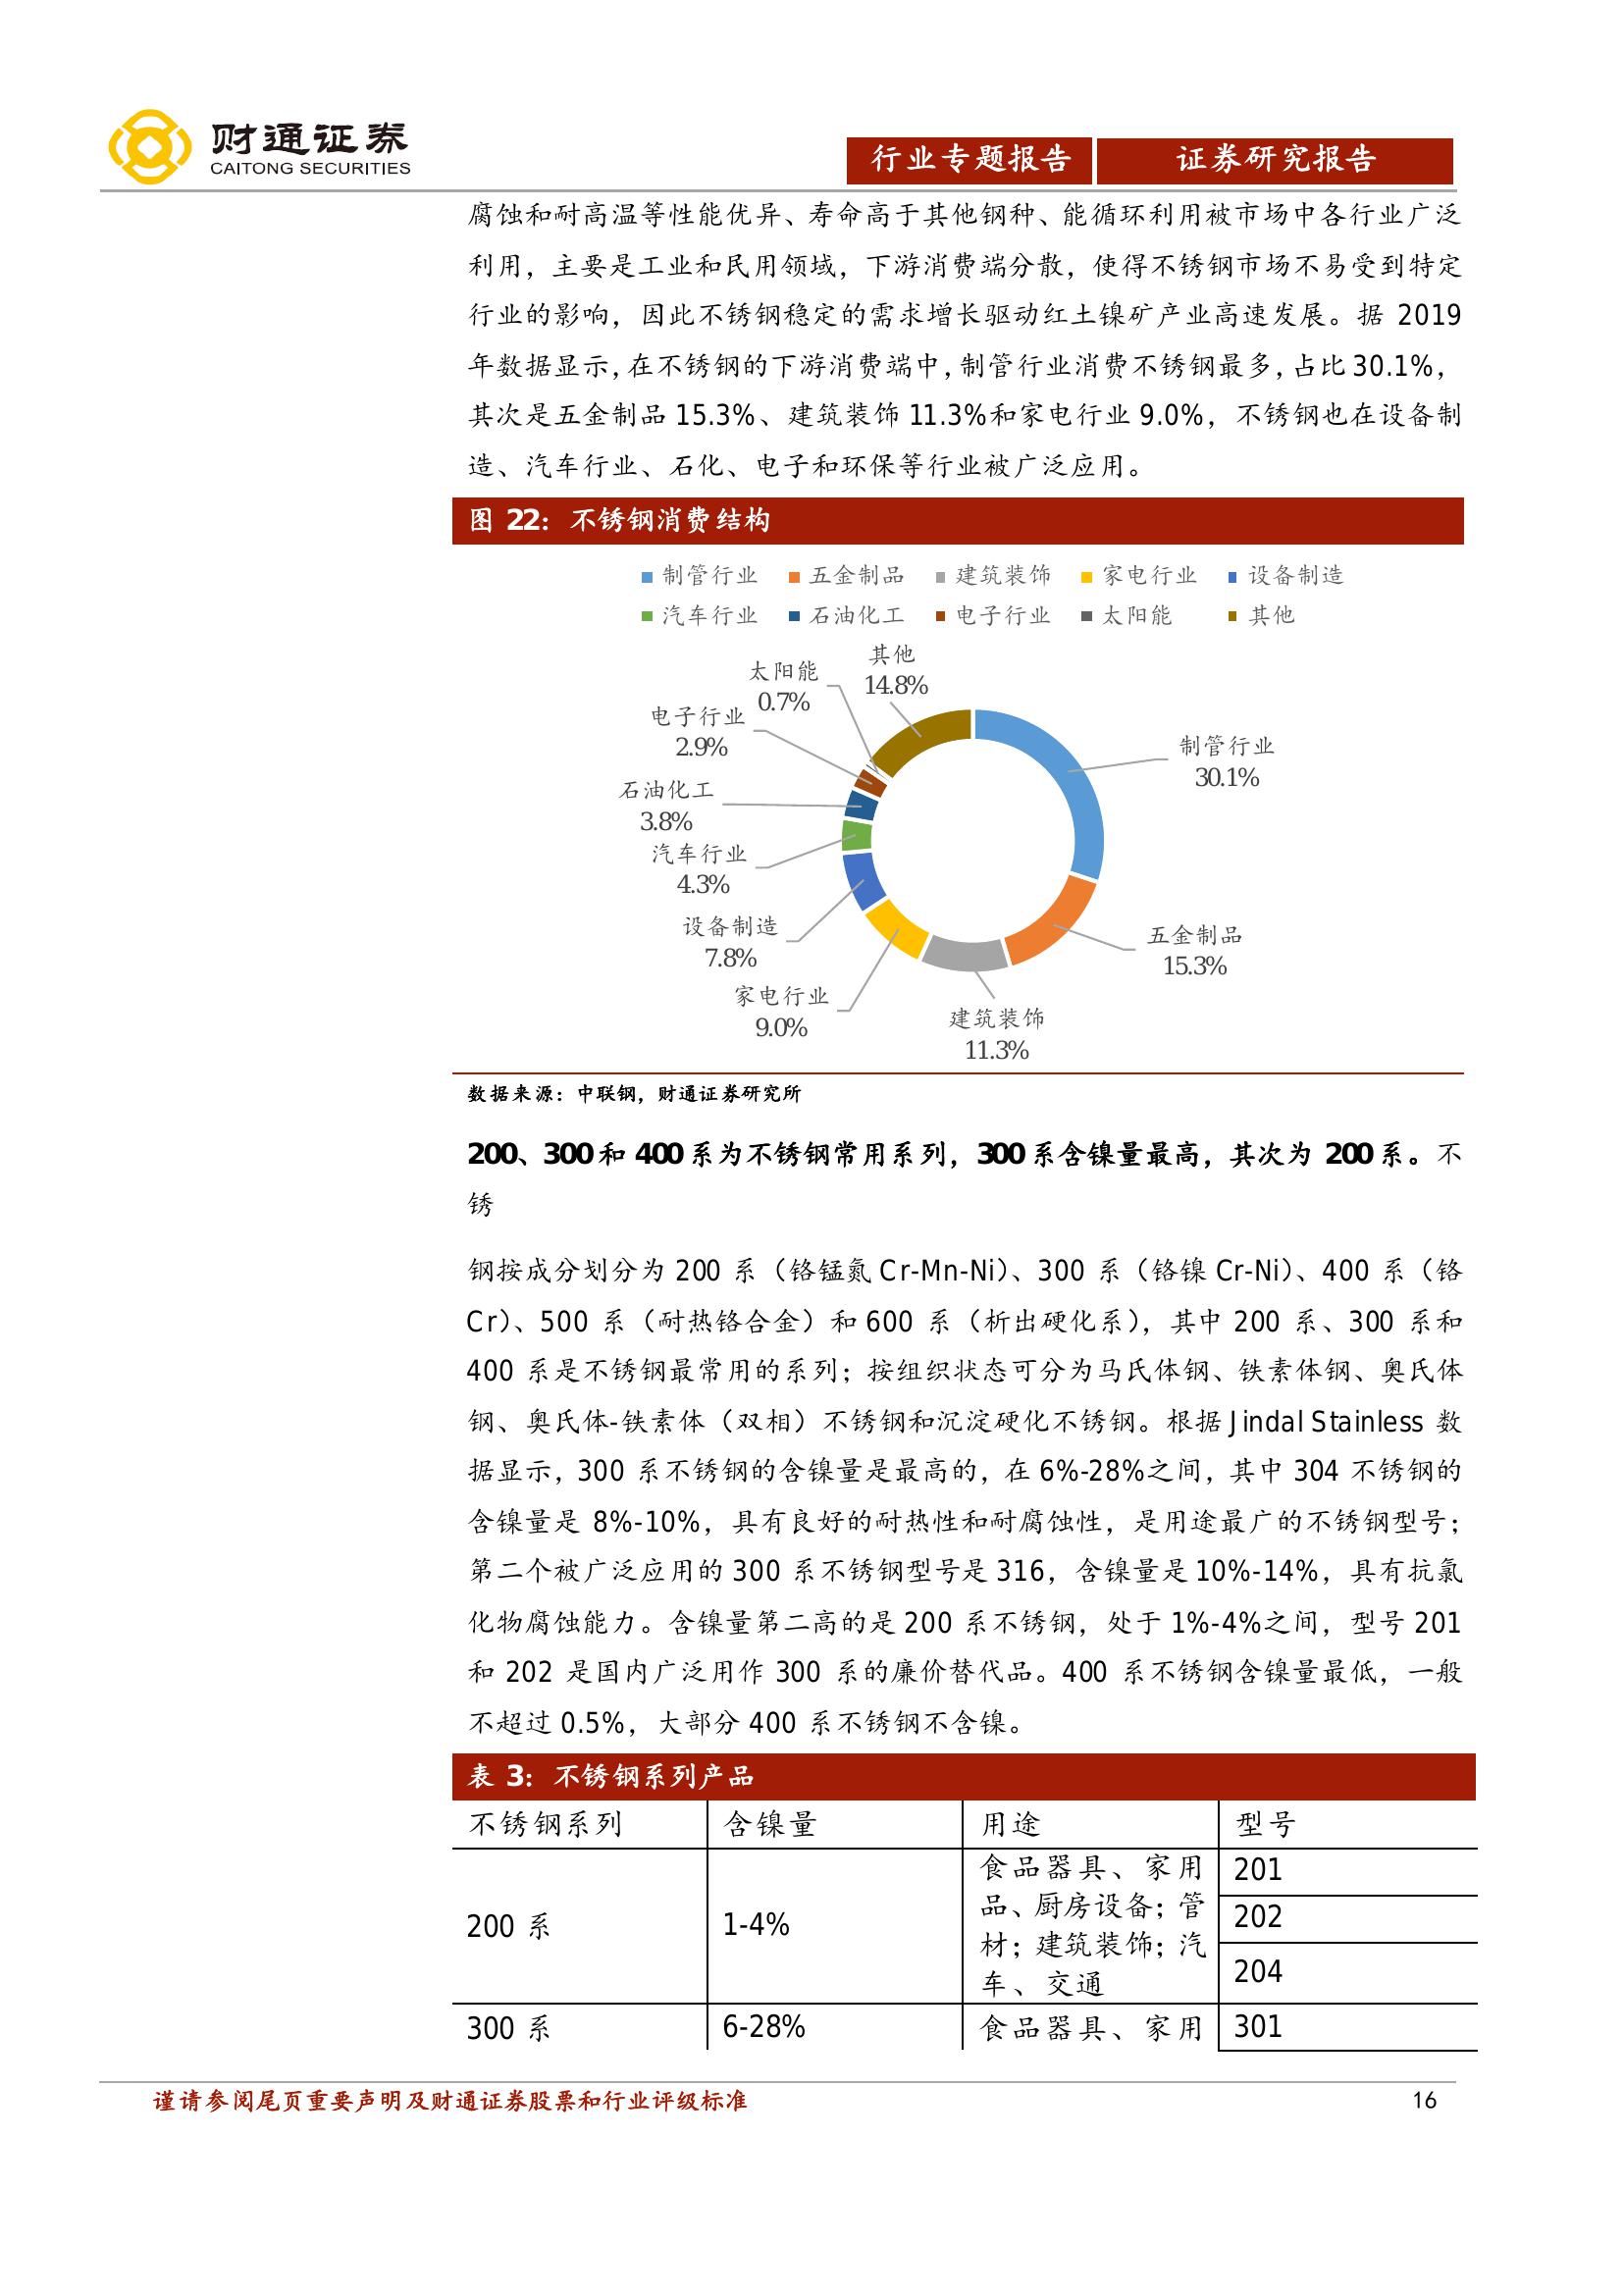 财通证券
CAITONG SECURITIES
行业专题报告
证券研究报告
腐蚀和耐高温等性能优异、寿命高于其他钢种、能循环利用被市场中各行业广泛
利用，主要是工业和民用领域，下游消费端分散，使得不锈钢市场不易受到特定
行业的影响，因此不锈钢稳定的需求增长驱动红土镍矿产业高速发展。据 2019
年数据显示，在不锈钢的下游消费端中，制管行业消费不锈钢最多，占比 30.1%，
其次是五金制品 15.3%、建筑装饰 11.3%和家电行业 9.0%，不锈钢也在设备制
造、汽车行业、石化、电子和环保等行业被广泛应用。
图 22：不锈钢消费结构
制管行业 五金制品 建筑装饰 家电行业 设备制造
汽车行业 石油化工 电子行业 太阳能 其他
其他
14.8%
太阳能
0.7%
电子行业
2.9%
制管行业
30.1%
石油化工
3.8%
汽车行业
4.3%
设备制造
7.8%
五金制品
15.3%
家电行业
9.0%
建筑装饰
11.3%
数据来源：中联钢，财通证券研究所
200、300 和 400 系为不锈钢常用系列，300 系含镍量最高，其次为 200 系。不
锈
钢按成分划分为 200 系（铬锰氮 Cr-Mn-Ni）、300 系（铬镍 Cr-Ni）、400 系（铬
Cr）、500 系（耐热铬合金）和 600 系（析出硬化系），其中 200 系、300 系和
400 系是不锈钢最常用的系列；按组织状态可分为马氏体钢、铁素体钢、奥氏体
钢、奥氏体-铁素体（双相）不锈钢和沉淀硬化不锈钢。根据 Jindal Stainless 数
据显示，300 系不锈钢的含镍量是最高的，在 6%-28%之间，其中 304 不锈钢的
含镍量是 8%-10%，具有良好的耐热性和耐腐蚀性，是用途最广的不锈钢型号；
第二个被广泛应用的 300 系不锈钢型号是 316，含镍量是 10%-14%，具有抗氯
化物腐蚀能力。含镍量第二高的是 200 系不锈钢，处于 1%-4%之间，型号 201
和 202 是国内广泛用作 300 系的廉价替代品。400 系不锈钢含镍量最低，一般
不超过 0.5%，大部分 400 系不锈钢不含镍。
表 3：不锈钢系列产品
不锈钢系列 含镍量 用途 型号
200 系
1-4%
食品器具、家用
品、厨房设备；管
材；建筑装饰；汽
车、交通
201
202
204
300 系 6-28% 食品器具、家用 301
谨请参阅尾页重要声明及财通证券股票和行业评级标准
16